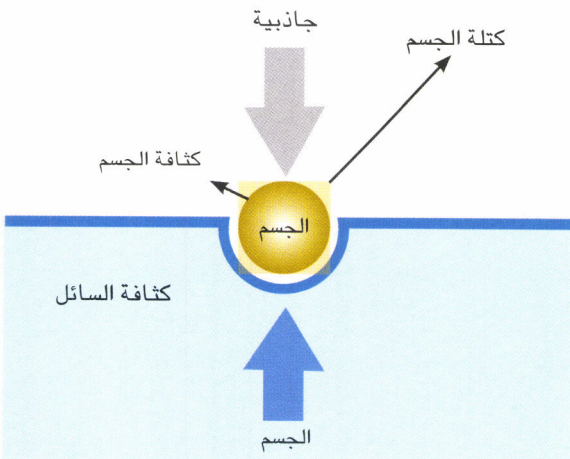 جاذبية
كتلة الجسم
كثافة الجسم
الجسم
كثافة السائل
الجسم